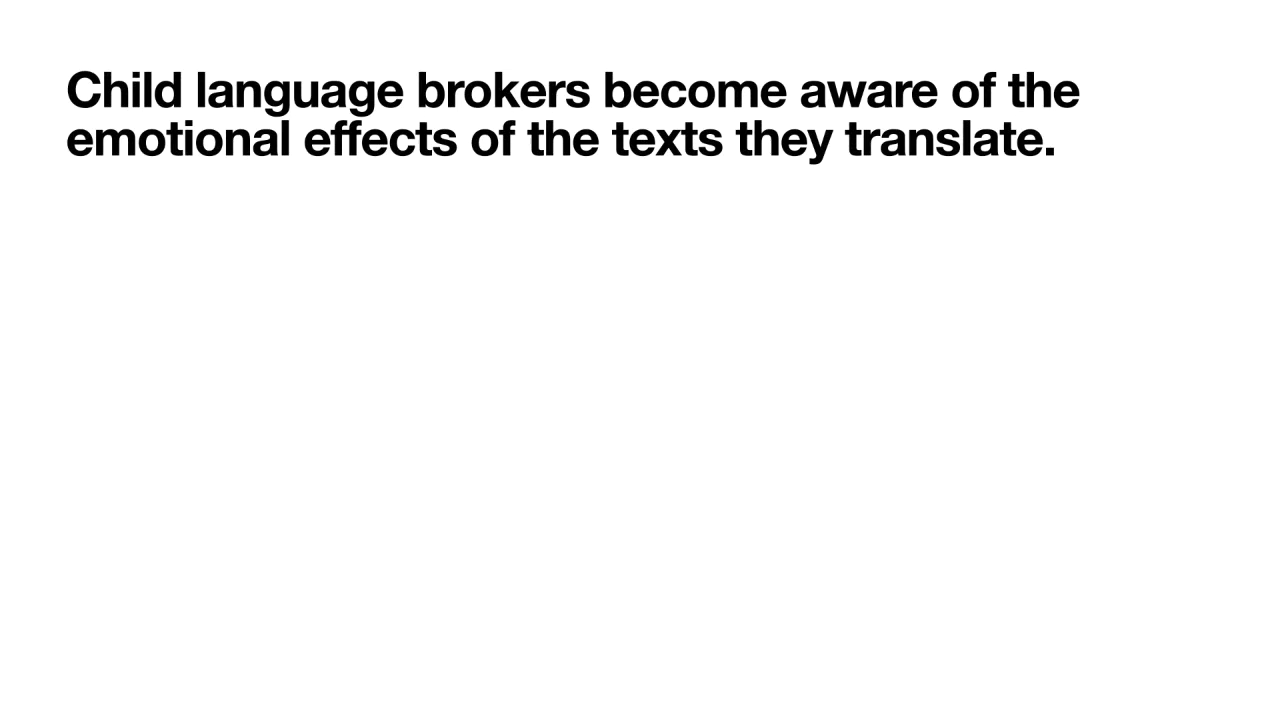 Child language brokers become aware of the
emotional effects of the texts they translate.